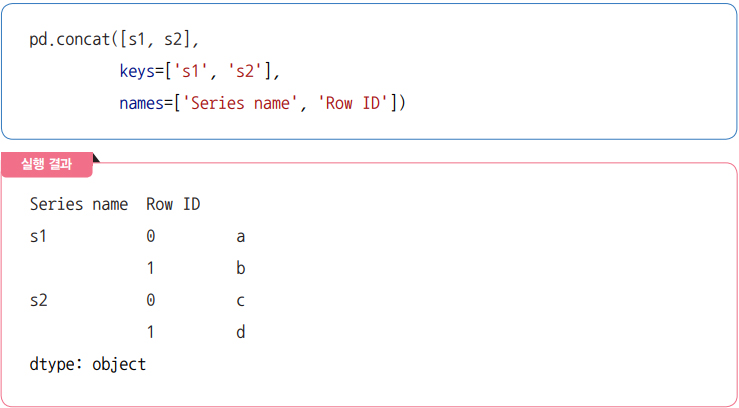 pd.concat([s1, s2],
keys=['s1', 's2'],
names=['Series name', 'Row ID'])
실행 결과
Series name Row ID
s1 0 a
1 b
s2 0 c
1 d
dtype: object